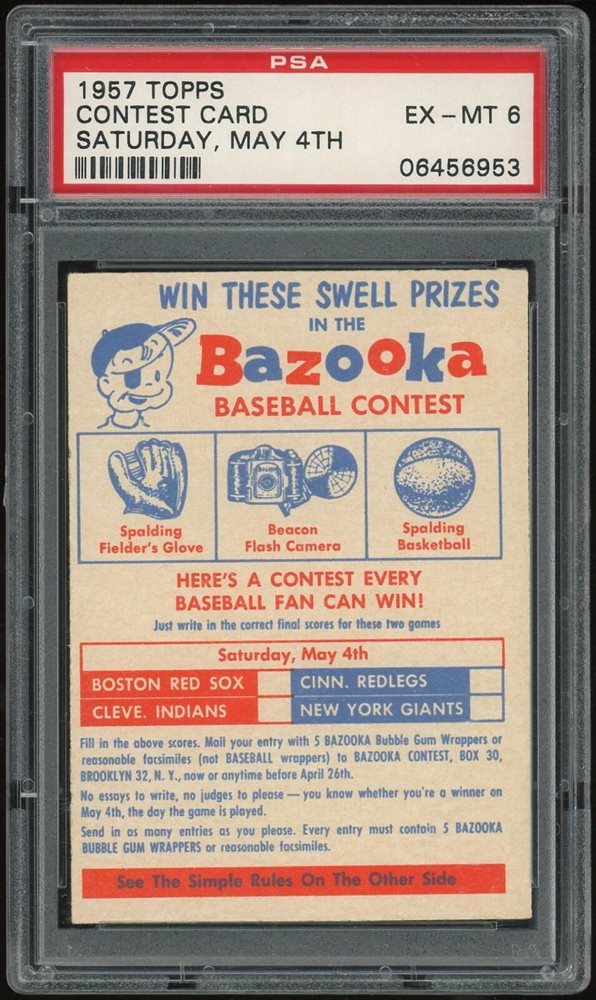 PSA
1957 TOPPS
CONTEST CARD EX - MT 6
SATURDAY, MAY 4TH
06456953
WIN THESE SWELL PRIZES
IN THE
Bazooka
BASEBALL CONTEST
Spalding
Fielder's Glove
Beacon
Flash Camera
Spalding
Basketball
HERE'S A CONTEST EVERY
BASEBALL FAN CAN WIN!
Just write in the correct final scores for these two games
Saturday, May 4th
BOSTON RED SOX CINN. REDLEGS
CLEVE. INDIANS NEW YORK GIANTS
Fill in the above scores. Mail your entry with 5 BAZOOKA Bubble Gum Wrappers or
reasonable facsimiles (not BASEBALL wrappers) to BAZOOKA CONTEST, BOX 30,
BROOKLYN 32, N. Y., now or anytime before April 26th.
No essays to write, no judges to please — you know whether you're a winner on
May 4th, the day the game is played.
Send in as many entries as you please. Every entry must contain 5 BAZOOKA
BUBBLE GUM WRAPPERS or reasonable facsimiles.
See The Simple Rules On The Other Side